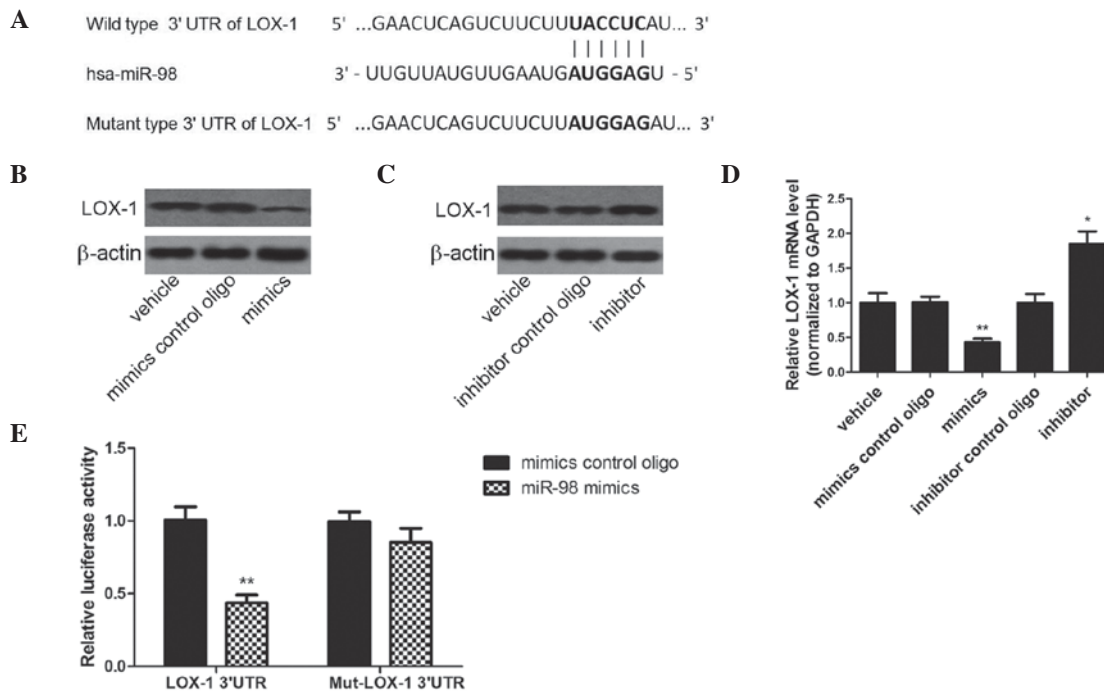 A
Wild type 3' UTR of LOX-1 5' ...GAACUCAGUCUUCUUUACCUCAU... 3'
hsa-miR-98 3' - UUGUUAUGUUGAAUGAUGGAGU - 5'
Mutant type 3' UTR of LOX-1 5' ...GAACUCAGUCUUCUUAUGGAGAU... 3'
B
LOX-1
β-actin
vehicle
mimics control oligo
mimics
C
LOX-1
β-actin
vehicle
inhibitor control oligo
inhibitor
D
Relative LOX-1 mRNA level
(normalized to GAPDH)
2.5
2.0
1.5
1.0
0.5
0.0
**
*
vehicle
mimics control oligo
mimics
inhibitor control oligo
inhibitor
E
Relative luciferase activity
1.5
1.0
0.5
0.0
**
LOX-1 3'UTR
Mut-LOX-1 3'UTR
mimics control oligo
miR-98 mimics